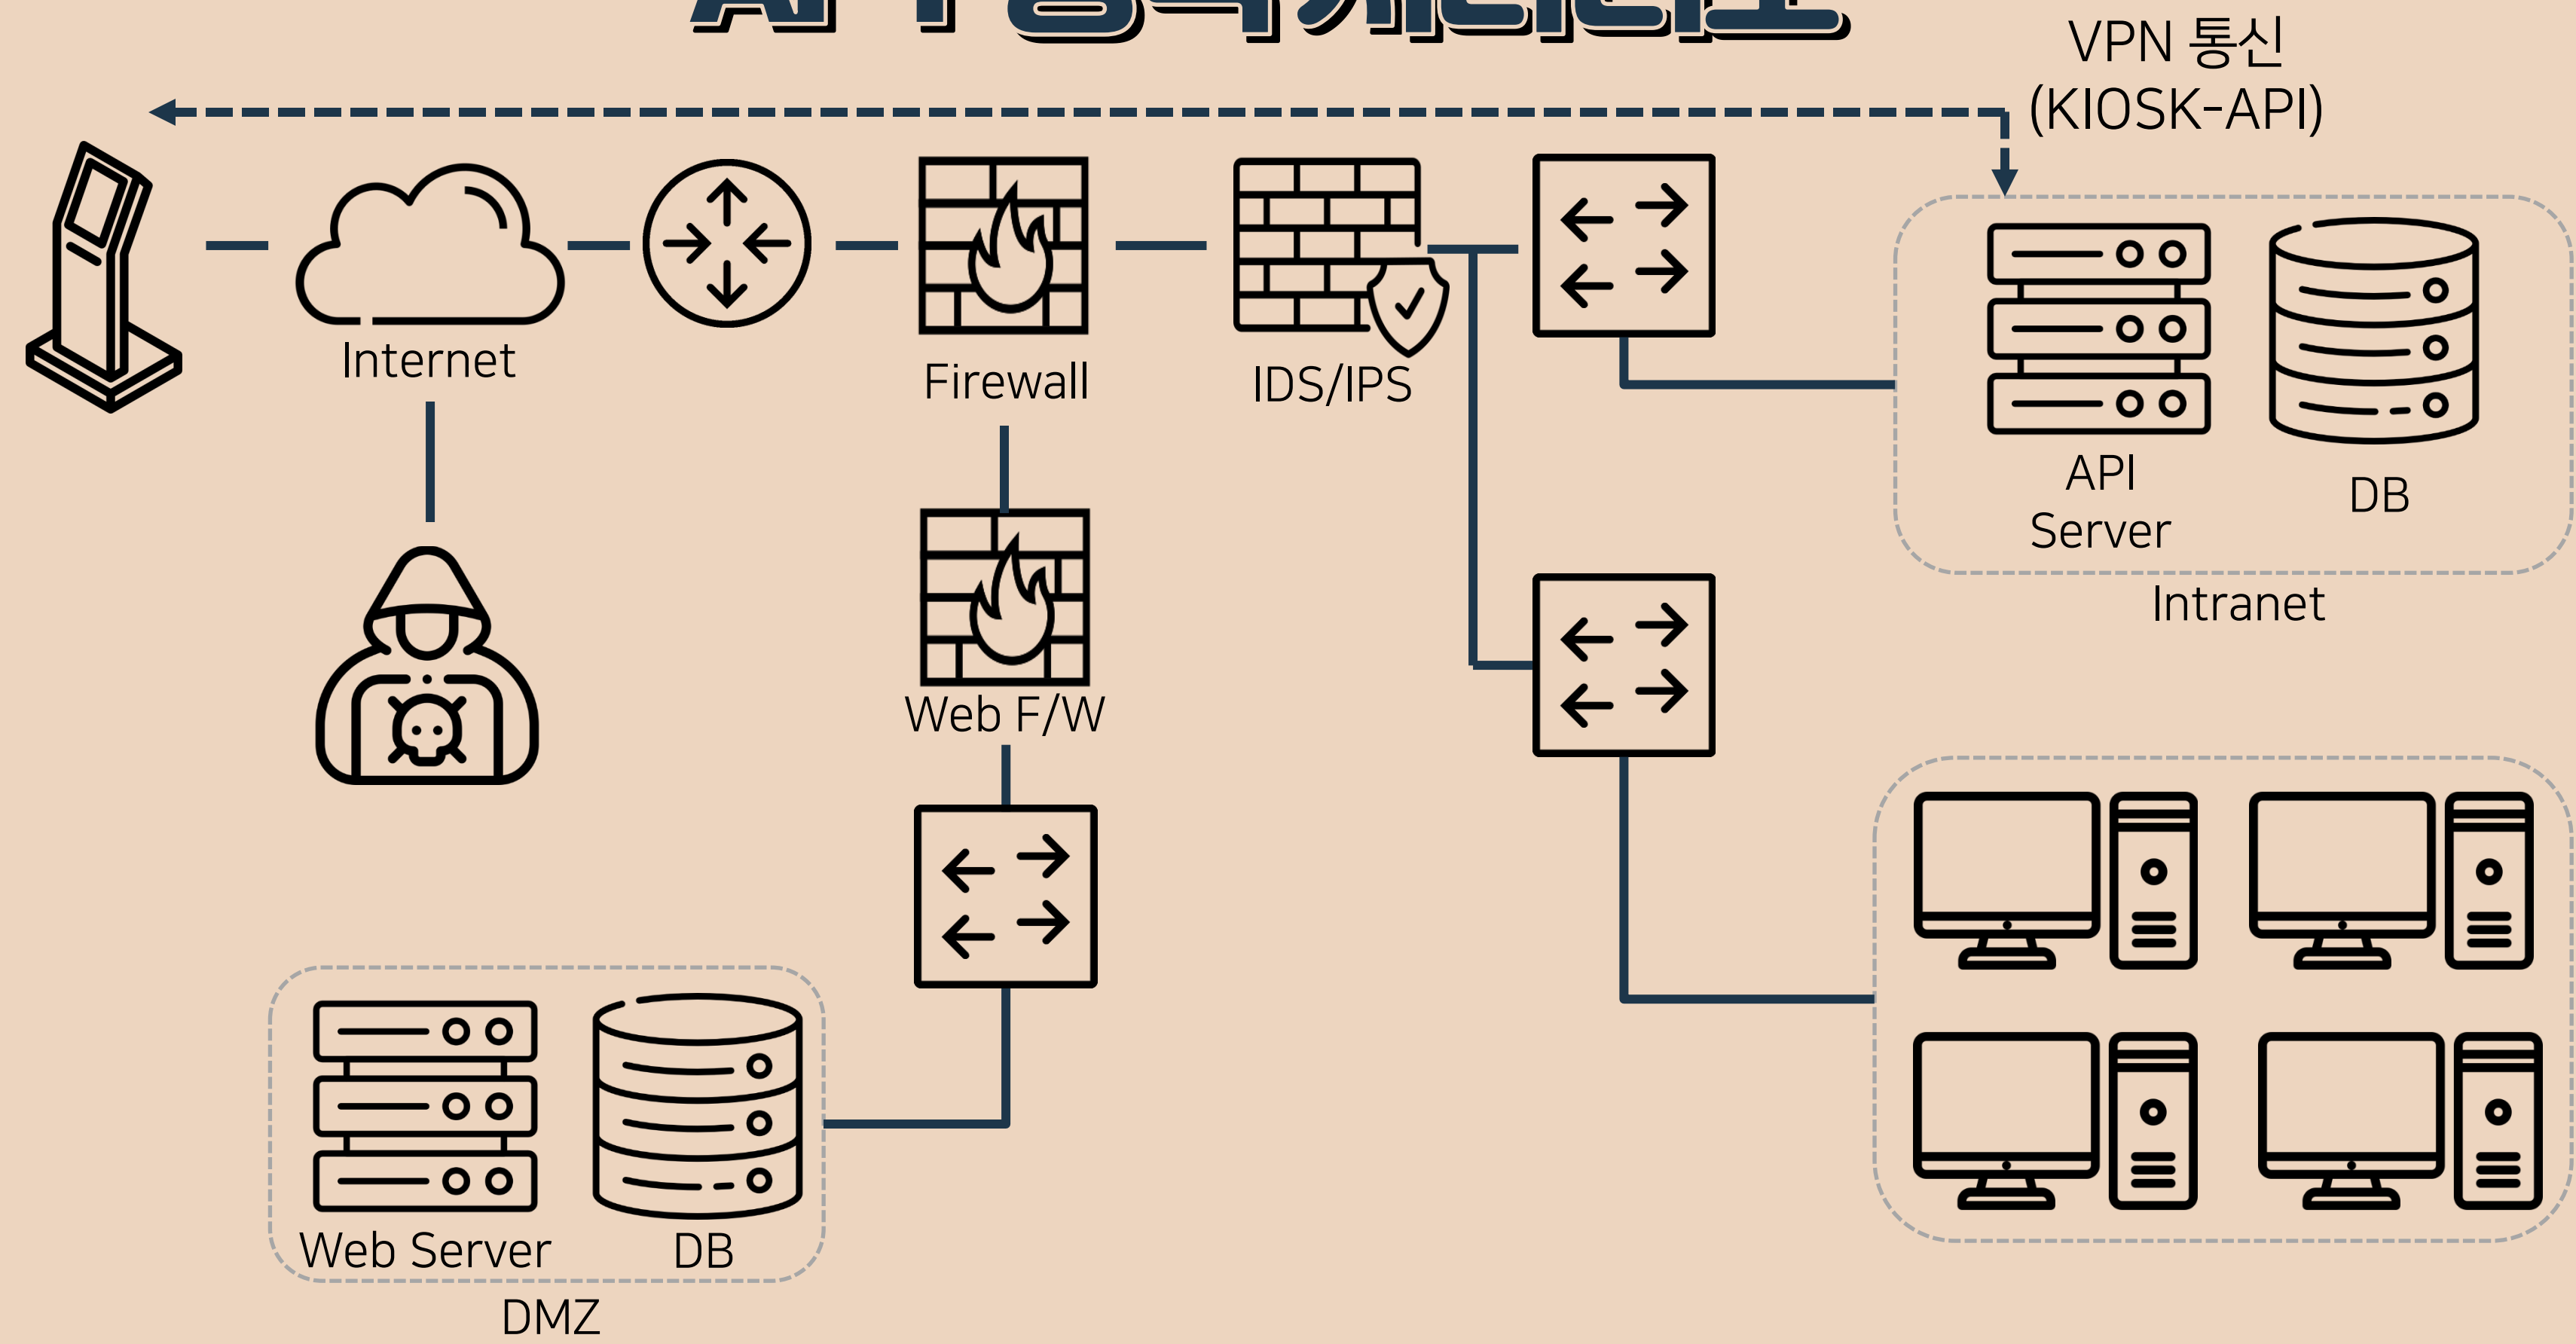 VPN 통신
(KIOSK-API)
Internet
Firewall
IDS/IPS
API
Server
DB
Intranet
Web F/W
Web Server
DB
DMZ